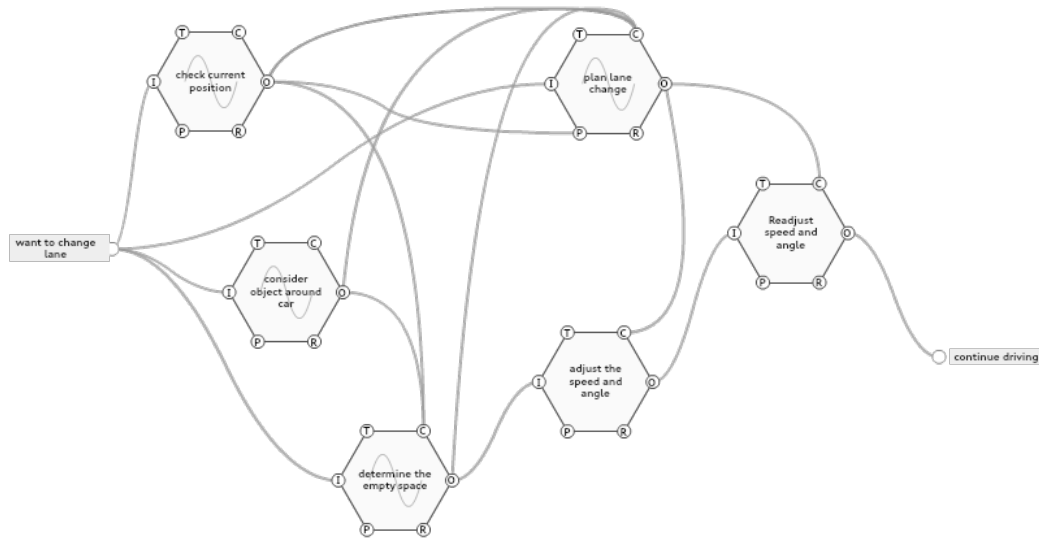 T C
check current
position
I O
P R
T C
plan lane
change
I O
P R
want to change
lane
T C
consider
object around
car
I O
P R
T C
Readjust
speed and
angle
I O
P R
T C
adjust the
speed and
angle
I O
P R
continue driving
T C
determine the
empty space
I O
P R